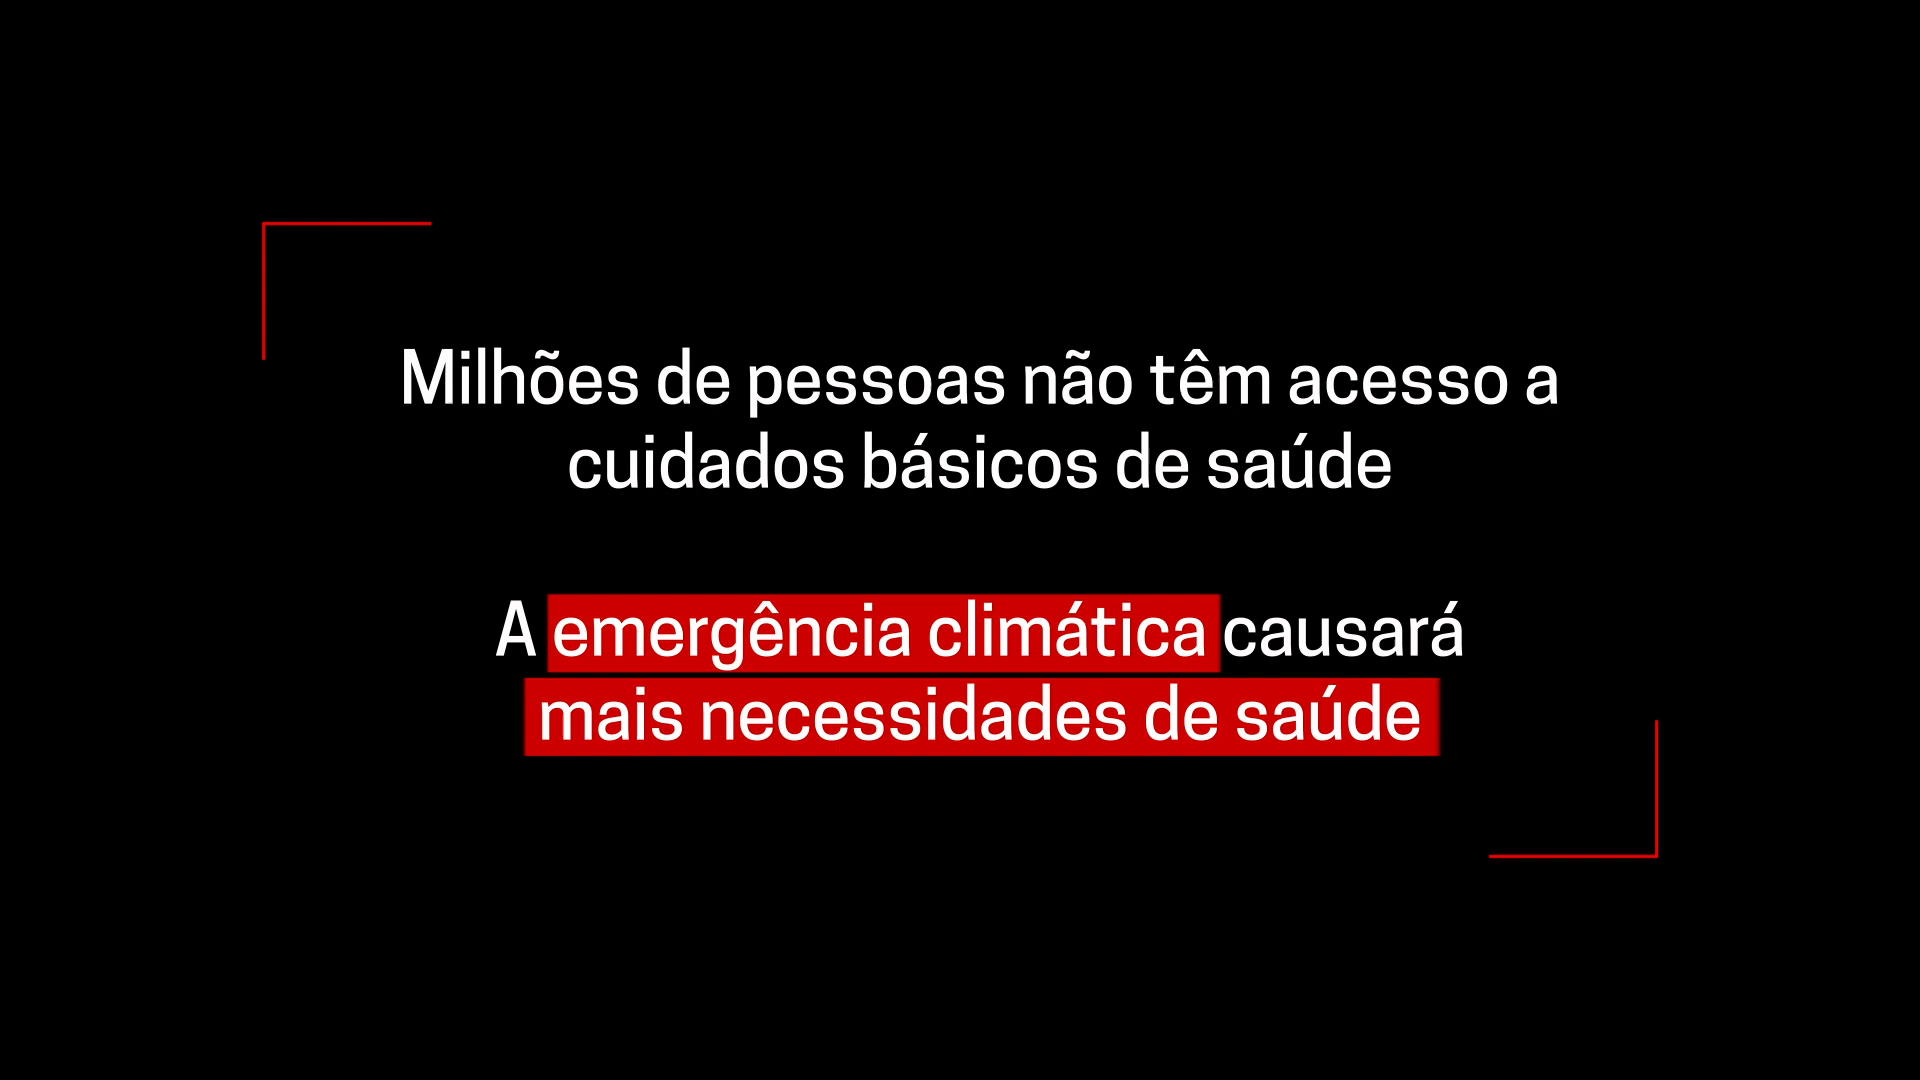 Milhões de pessoas não têm acesso a
cuidados básicos de saúde
A emergência climática causará
mais necessidades de saúde